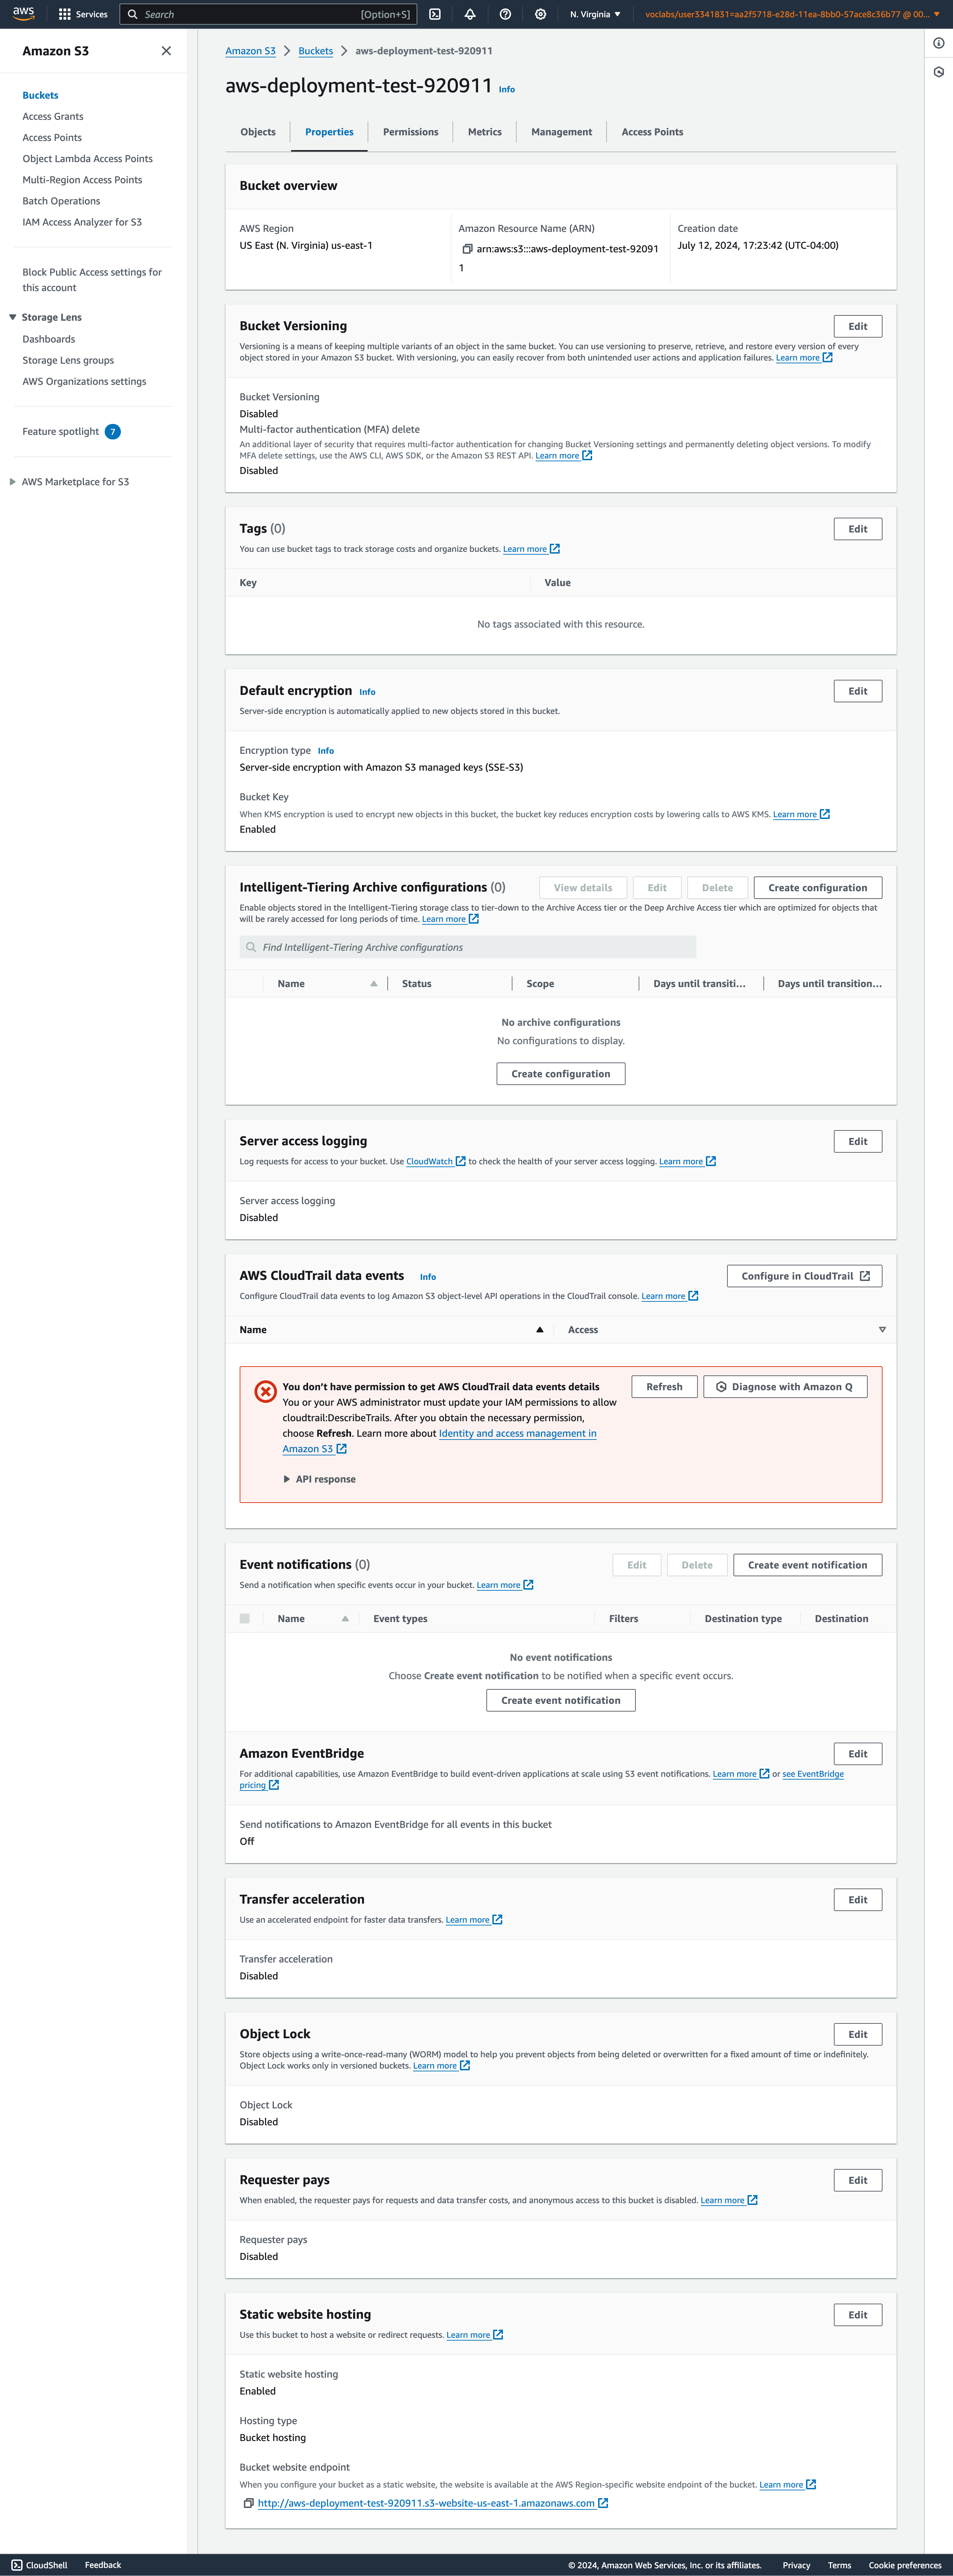 aws
Services
Search [Option+S]
N. Virginia
voclabs/user3341831=aa2f5718-e28d-11ea-8bb0-57ace8c36b77 @ 00...
Amazon S3
Buckets
Access Grants
Access Points
Object Lambda Access Points
Multi-Region Access Points
Batch Operations
IAM Access Analyzer for S3
Block Public Access settings for
this account
Storage Lens
Dashboards
Storage Lens groups
AWS Organizations settings
Feature spotlight 7
AWS Marketplace for S3
Amazon S3 > Buckets > aws-deployment-test-920911
aws-deployment-test-920911 Info
Objects Properties Permissions Metrics Management Access Points
Bucket overview
AWS Region
US East (N. Virginia) us-east-1
Amazon Resource Name (ARN)
arn:aws:s3:::aws-deployment-test-92091
1
Creation date
July 12, 2024, 17:23:42 (UTC-04:00)
Bucket Versioning
Edit
Versioning is a means of keeping multiple variants of an object in the same bucket. You can use versioning to preserve, retrieve, and restore every version of every
object stored in your Amazon S3 bucket. With versioning, you can easily recover from both unintended user actions and application failures. Learn more
Bucket Versioning
Disabled
Multi-factor authentication (MFA) delete
An additional layer of security that requires multi-factor authentication for changing Bucket Versioning settings and permanently deleting object versions. To modify
MFA delete settings, use the AWS CLI, AWS SDK, or the Amazon S3 REST API. Learn more
Disabled
Tags (0)
Edit
You can use bucket tags to track storage costs and organize buckets. Learn more
Key Value
No tags associated with this resource.
Default encryption Info
Edit
Server-side encryption is automatically applied to new objects stored in this bucket.
Encryption type Info
Server-side encryption with Amazon S3 managed keys (SSE-S3)
Bucket Key
When KMS encryption is used to encrypt new objects in this bucket, the bucket key reduces encryption costs by lowering calls to AWS KMS. Learn more
Enabled
Intelligent-Tiering Archive configurations (0)
View details Edit Delete Create configuration
Enable objects stored in the Intelligent-Tiering storage class to tier-down to the Archive Access tier or the Deep Archive Access tier which are optimized for objects that
will be rarely accessed for long periods of time. Learn more
Find Intelligent-Tiering Archive configurations
Name Status Scope Days until transiti... Days until transition...
No archive configurations
No configurations to display.
Create configuration
Server access logging
Edit
Log requests for access to your bucket. Use CloudWatch to check the health of your server access logging. Learn more
Server access logging
Disabled
AWS CloudTrail data events Info
Configure in CloudTrail
Configure CloudTrail data events to log Amazon S3 object-level API operations in the CloudTrail console. Learn more
Name Access
You don't have permission to get AWS CloudTrail data events details
You or your AWS administrator must update your IAM permissions to allow
cloudtrail:DescribeTrails. After you obtain the necessary permission,
choose Refresh. Learn more about Identity and access management in
Amazon S3
API response
Refresh Diagnose with Amazon Q
Event notifications (0)
Edit Delete Create event notification
Send a notification when specific events occur in your bucket. Learn more
Name Event types Filters Destination type Destination
No event notifications
Choose Create event notification to be notified when a specific event occurs.
Create event notification
Amazon EventBridge
Edit
For additional capabilities, use Amazon EventBridge to build event-driven applications at scale using S3 event notifications. Learn more or see EventBridge
pricing
Send notifications to Amazon EventBridge for all events in this bucket
Off
Transfer acceleration
Edit
Use an accelerated endpoint for faster data transfers. Learn more
Transfer acceleration
Disabled
Object Lock
Edit
Store objects using a write-once-read-many (WORM) model to help you prevent objects from being deleted or overwritten for a fixed amount of time or indefinitely.
Object Lock works only in versioned buckets. Learn more
Object Lock
Disabled
Requester pays
Edit
When enabled, the requester pays for requests and data transfer costs, and anonymous access to this bucket is disabled. Learn more
Requester pays
Disabled
Static website hosting
Edit
Use this bucket to host a website or redirect requests. Learn more
Static website hosting
Enabled
Hosting type
Bucket hosting
Bucket website endpoint
When you configure your bucket as a static website, the website is available at the AWS Region-specific website endpoint of the bucket. Learn more
http://aws-deployment-test-920911.s3-website-us-east-1.amazonaws.com
CloudShell Feedback © 2024, Amazon Web Services, Inc. or its affiliates. Privacy Terms Cookie preferences